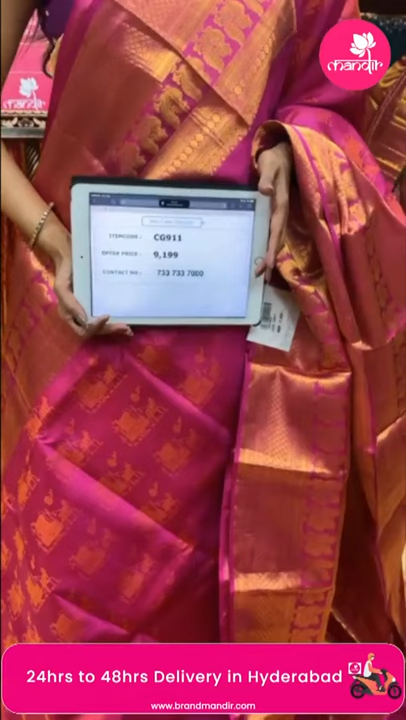 mandir
mandir
ITEMCODE : CG911
OFFER PRICE : 9,199
CONTACT NO : 733 733 7000
24hrs to 48hrs Delivery in Hyderabad
www.brandmandir.com